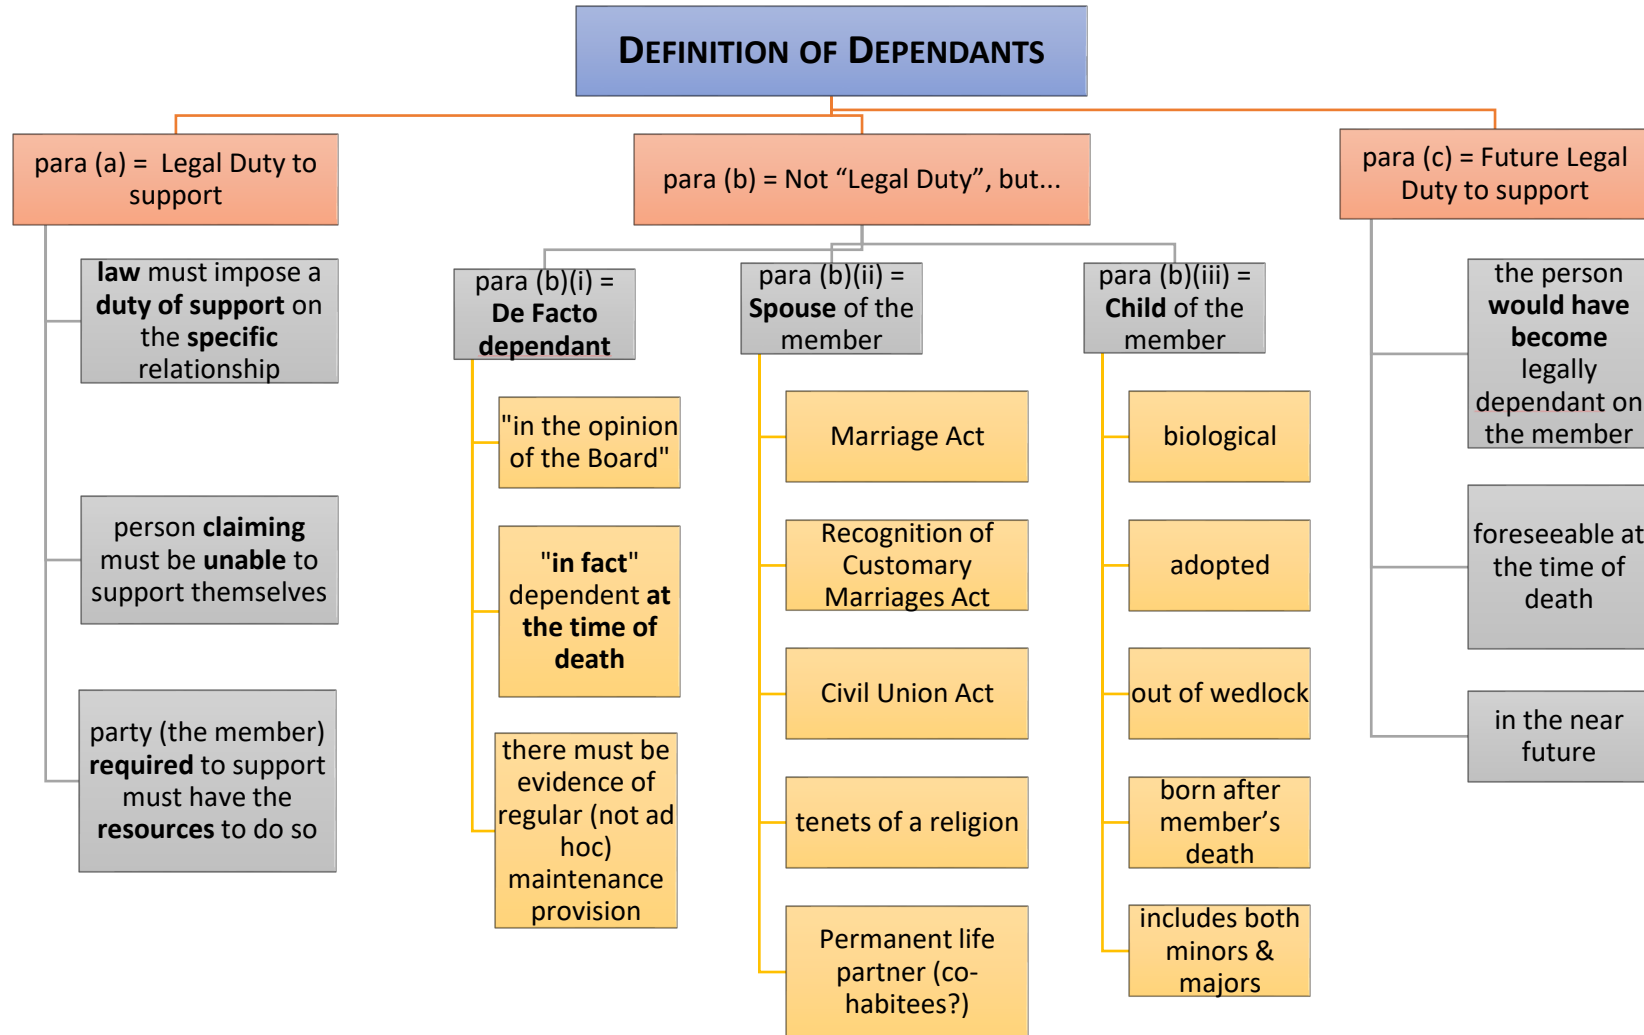 DEFINITION OF DEPENDANTS
para (a) = Legal Duty to
support
law must impose a
duty of support on
the specific
relationship
person claiming
must be unable to
support themselves
party (the member)
required to support
must have the
resources to do so
para (b) = Not “Legal Duty”, but...
para (b)(i) =
De Facto
dependant
"in the opinion
of the Board"
"in fact"
dependent at
the time of
death
there must be
evidence of
regular (not ad
hoc)
maintenance
provision
para (b)(ii) =
Spouse of the
member
Marriage Act
Recognition of
Customary
Marriages Act
Civil Union Act
tenets of a religion
Permanent life
partner (co-
habitees?)
para (b)(iii) =
Child of the
member
biological
adopted
out of wedlock
born after
member’s
death
includes both
minors &
majors
para (c) = Future Legal
Duty to support
the person
would have
become
legally
dependant on
the member
foreseeable at
the time of
death
in the near
future